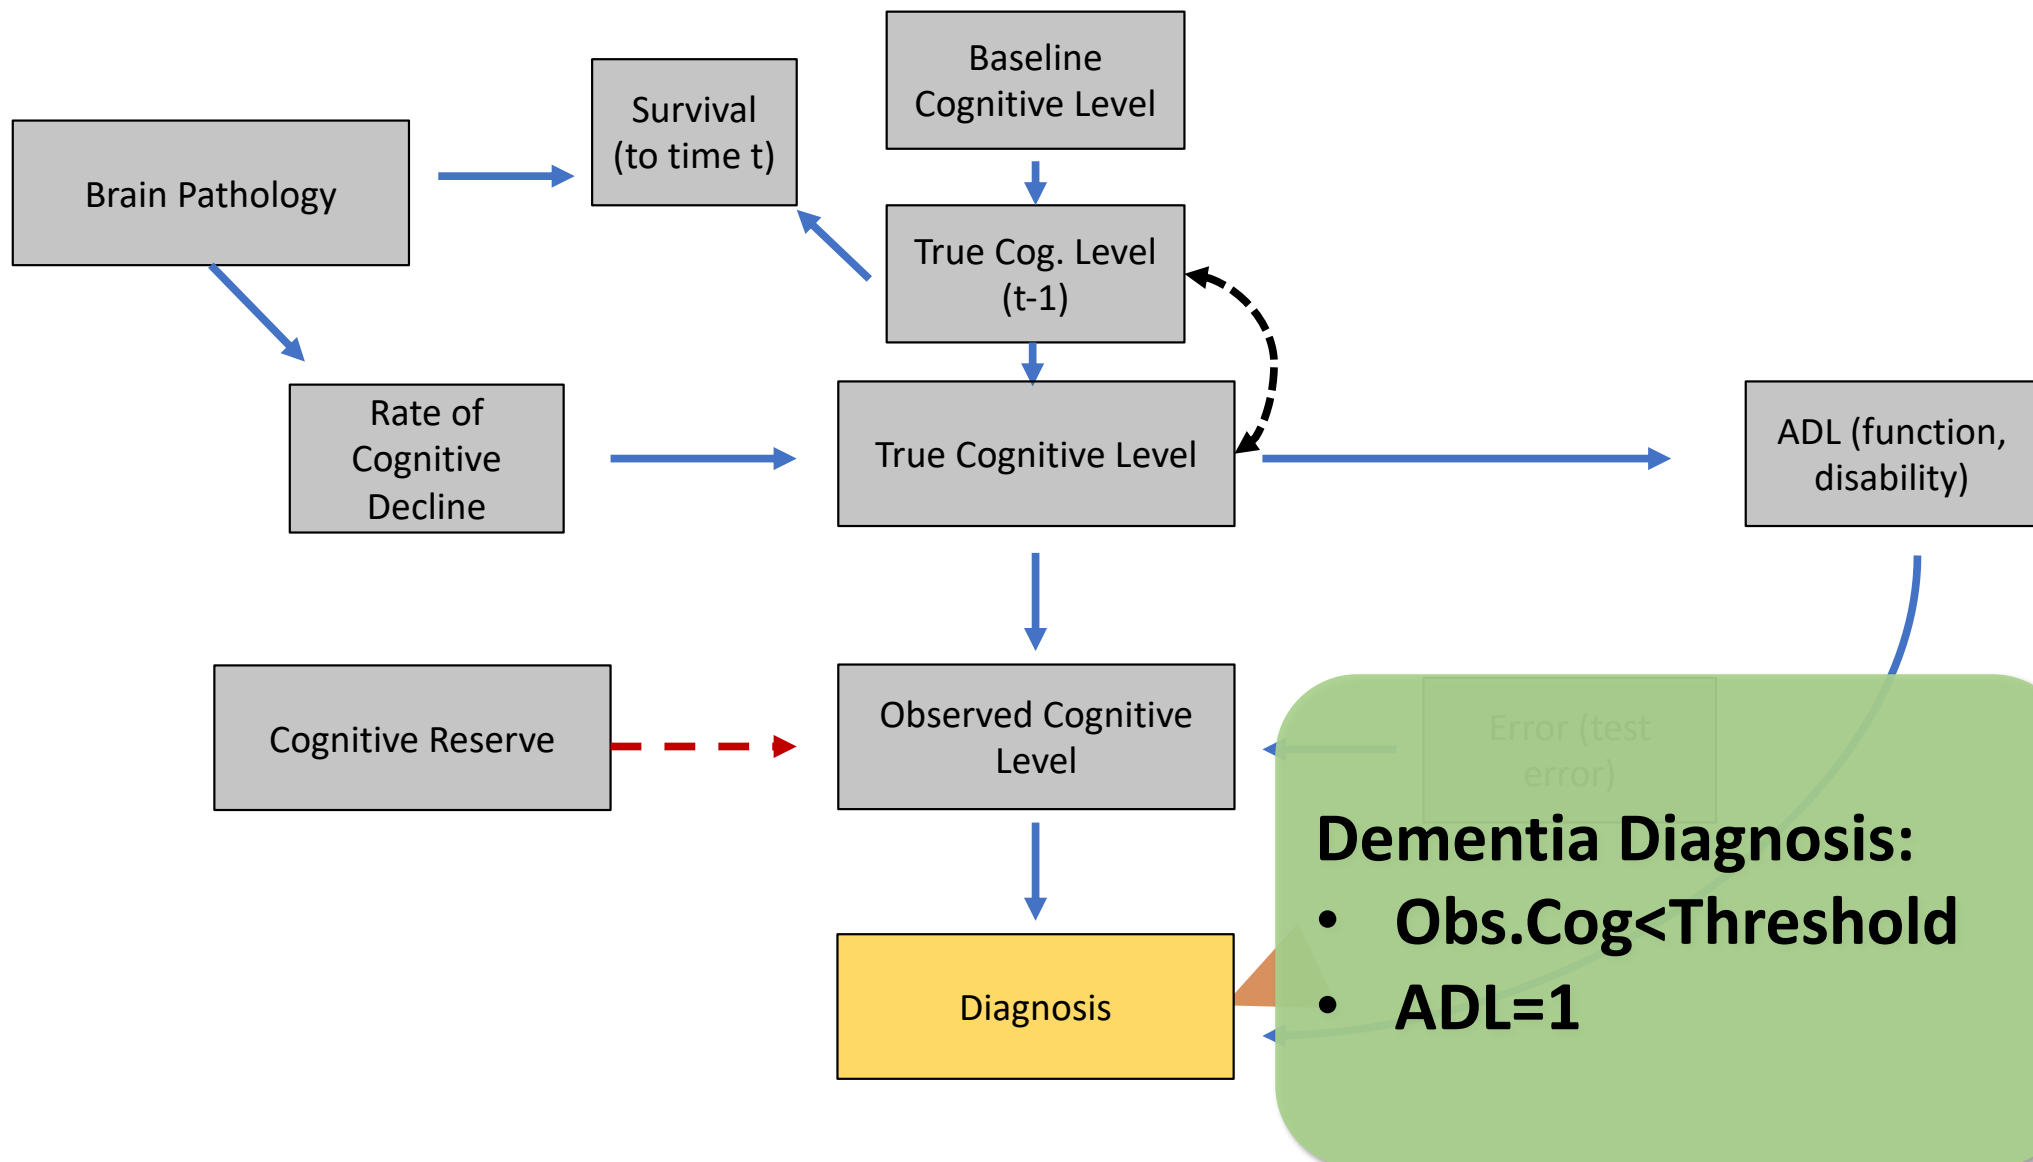 Baseline
Cognitive Level
Survival
(to time t)
Brain Pathology
True Cog. Level
(t-1)
Rate of
Cognitive
Decline
True Cognitive Level
ADL (function,
disability)
Cognitive Reserve
Observed Cognitive
Level
Error (test
error)
Dementia Diagnosis:
• Obs.Cog<Threshold
• ADL=1
Diagnosis